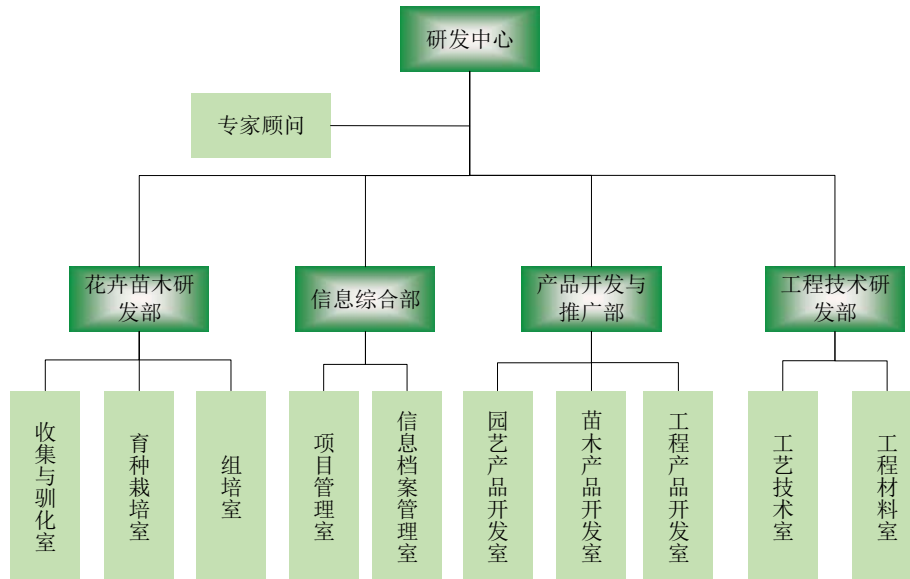 研发中心
专家顾问
花卉苗木研
发部
信息综合部
产品开发与
推广部
工程技术研
发部
收集与驯化室
育种栽培室
组培室
项目管理室
信息档案管理室
园艺产品开发室
苗木产品开发室
工程产品开发室
工艺技术室
工程材料室